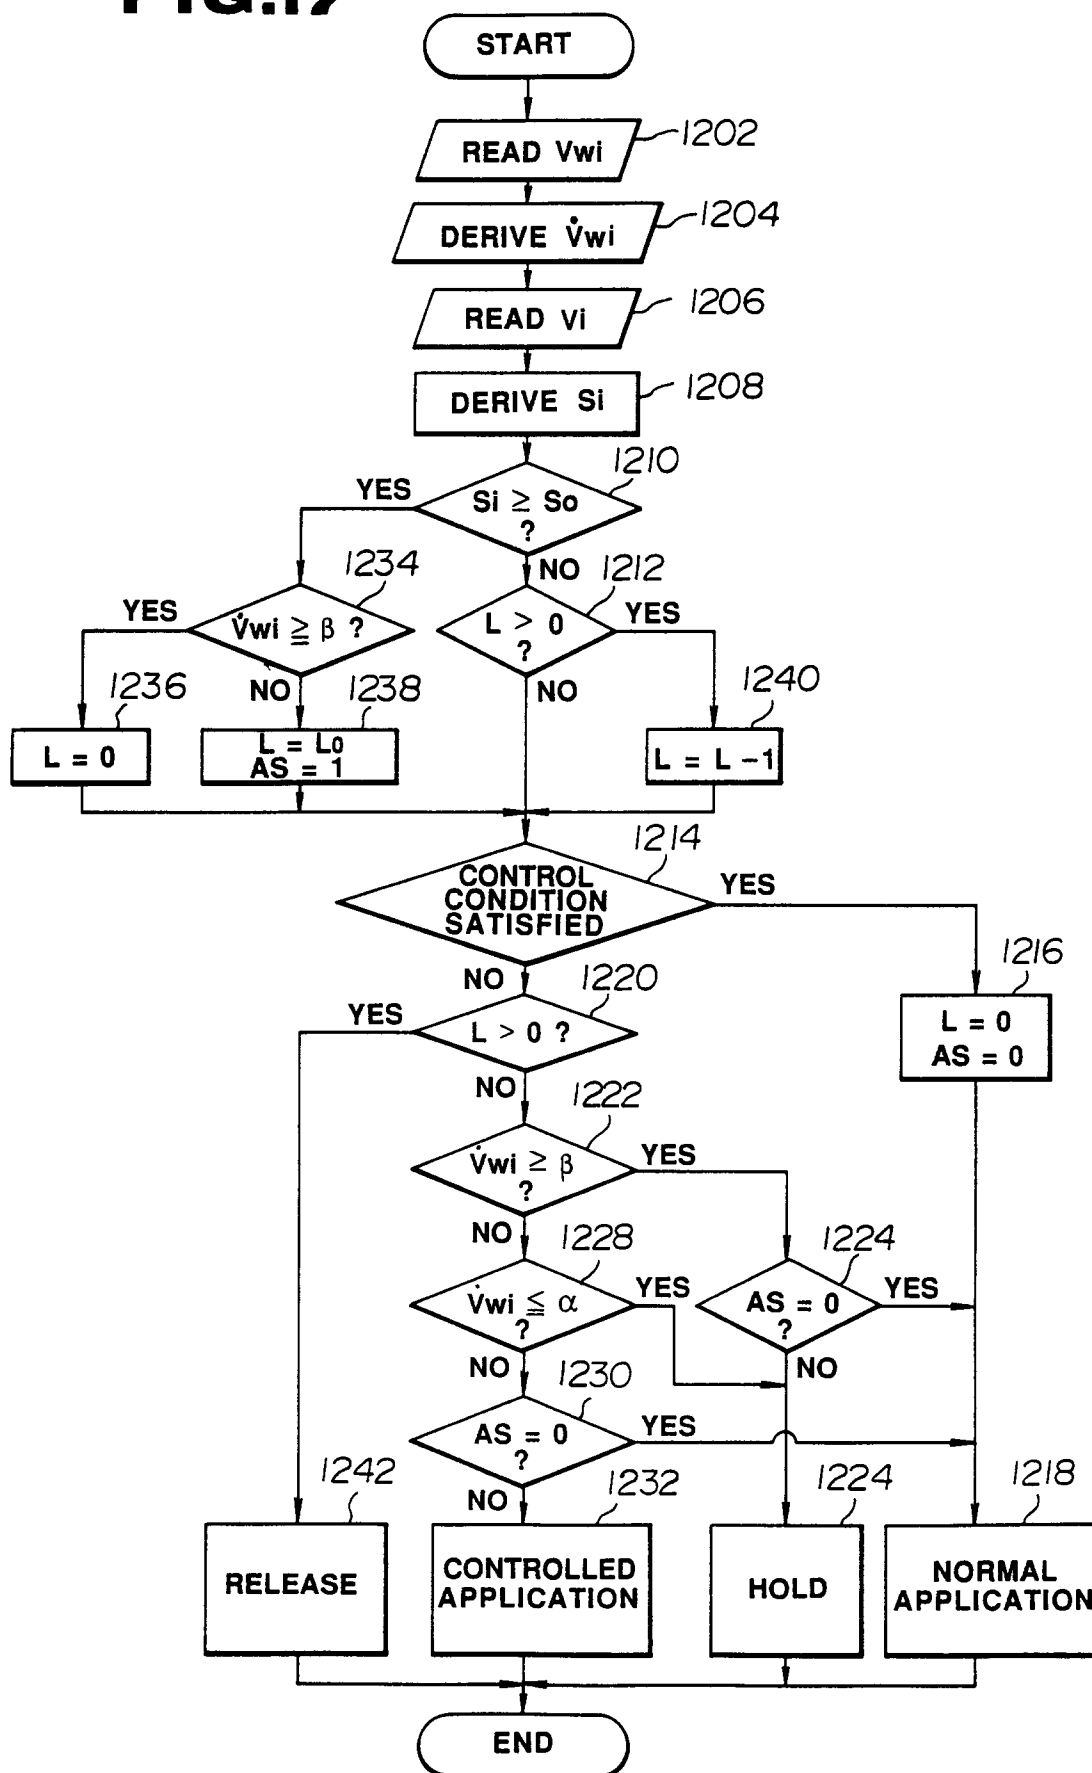 FIG.17
START
READ Vwi
1202
DERIVE V̇wi
1204
READ Vi
1206
DERIVE Si
1208
1210
YES
Si ≥ So
?
NO
1234
1212
YES
V̇wi ≧ β ?
L > 0
?
YES
NO
NO
1236
1238
1240
L = 0
L = L0
AS = 1
L = L -1
1214
CONTROL
CONDITION
SATISFIED
YES
NO
1216
1220
YES
L > 0 ?
L = 0
AS = 0
NO
1222
V̇wi ≥ β
?
YES
NO
1228
1224
V̇wi ≦ α
?
YES
AS = 0
?
YES
NO
NO
1230
AS = 0
?
YES
NO
1242
1232
1224
1218
RELEASE
CONTROLLED
APPLICATION
HOLD
NORMAL
APPLICATION
END